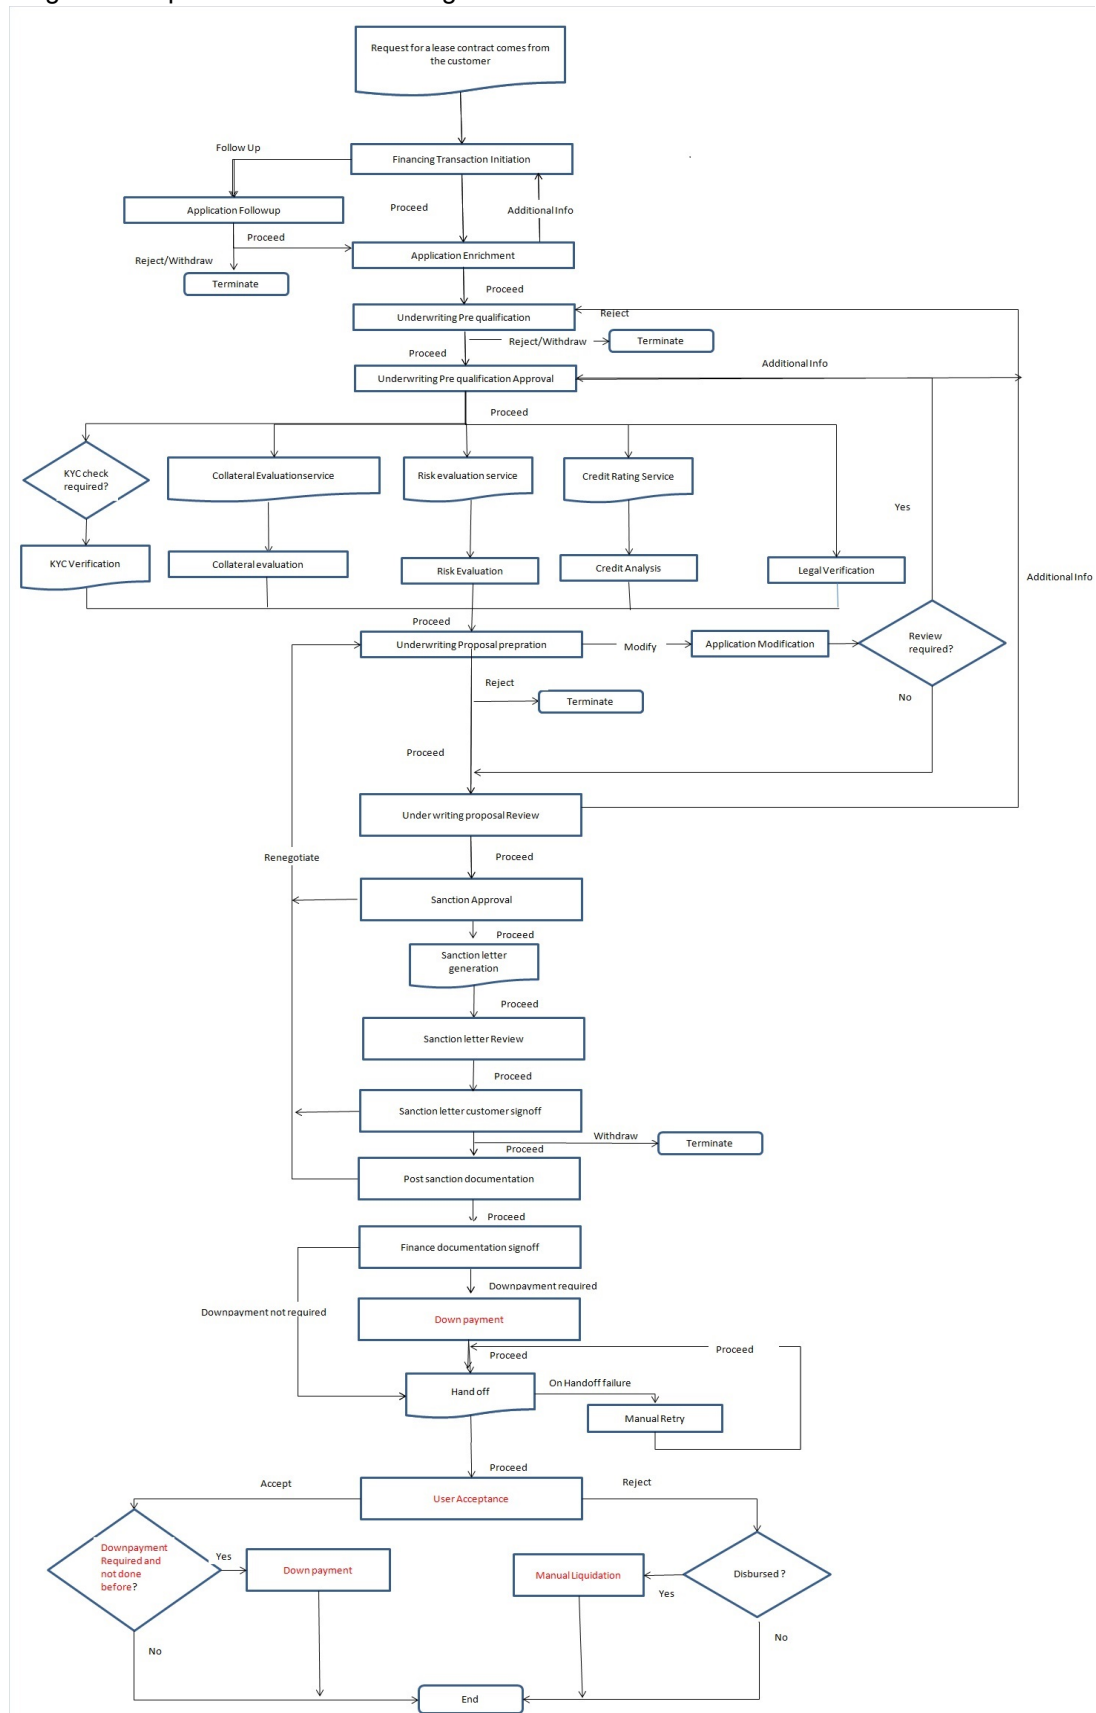 Request for a lease contract comes from
the customer
Follow Up
Financing Transaction Initiation
Proceed
Additional Info
Application Followup
Proceed
Reject/Withdraw
Application Enrichment
Terminate
Proceed
Underwriting Pre qualification
Reject
Reject/Withdraw
Terminate
Proceed
Additional Info
Underwriting Pre qualification Approval
Proceed
KYC check
required?
Collateral Evaluationservice
Risk evaluation service
Credit Rating Service
Yes
KYC Verification
Collateral evaluation
Risk Evaluation
Credit Analysis
Legal Verification
Additional Info
Proceed
Underwriting Proposal prepration
Modify
Application Modification
Review
required?
Reject
Terminate
No
Proceed
Under writing proposal Review
Proceed
Renegotiate
Sanction Approval
Proceed
Sanction letter
generation
Proceed
Sanction letter Review
Proceed
Sanction letter customer signoff
Withdraw
Terminate
Proceed
Post sanction documentation
Proceed
Finance documentation signoff
Downpayment required
Downpayment not required
Down payment
Proceed
Proceed
Hand off
On Handoff failure
Manual Retry
Proceed
Accept
User Acceptance
Reject
Downpayment
Required and
not done
before?
Yes
Down payment
Manual Liquidation
Yes
Disbursed ?
No
No
End